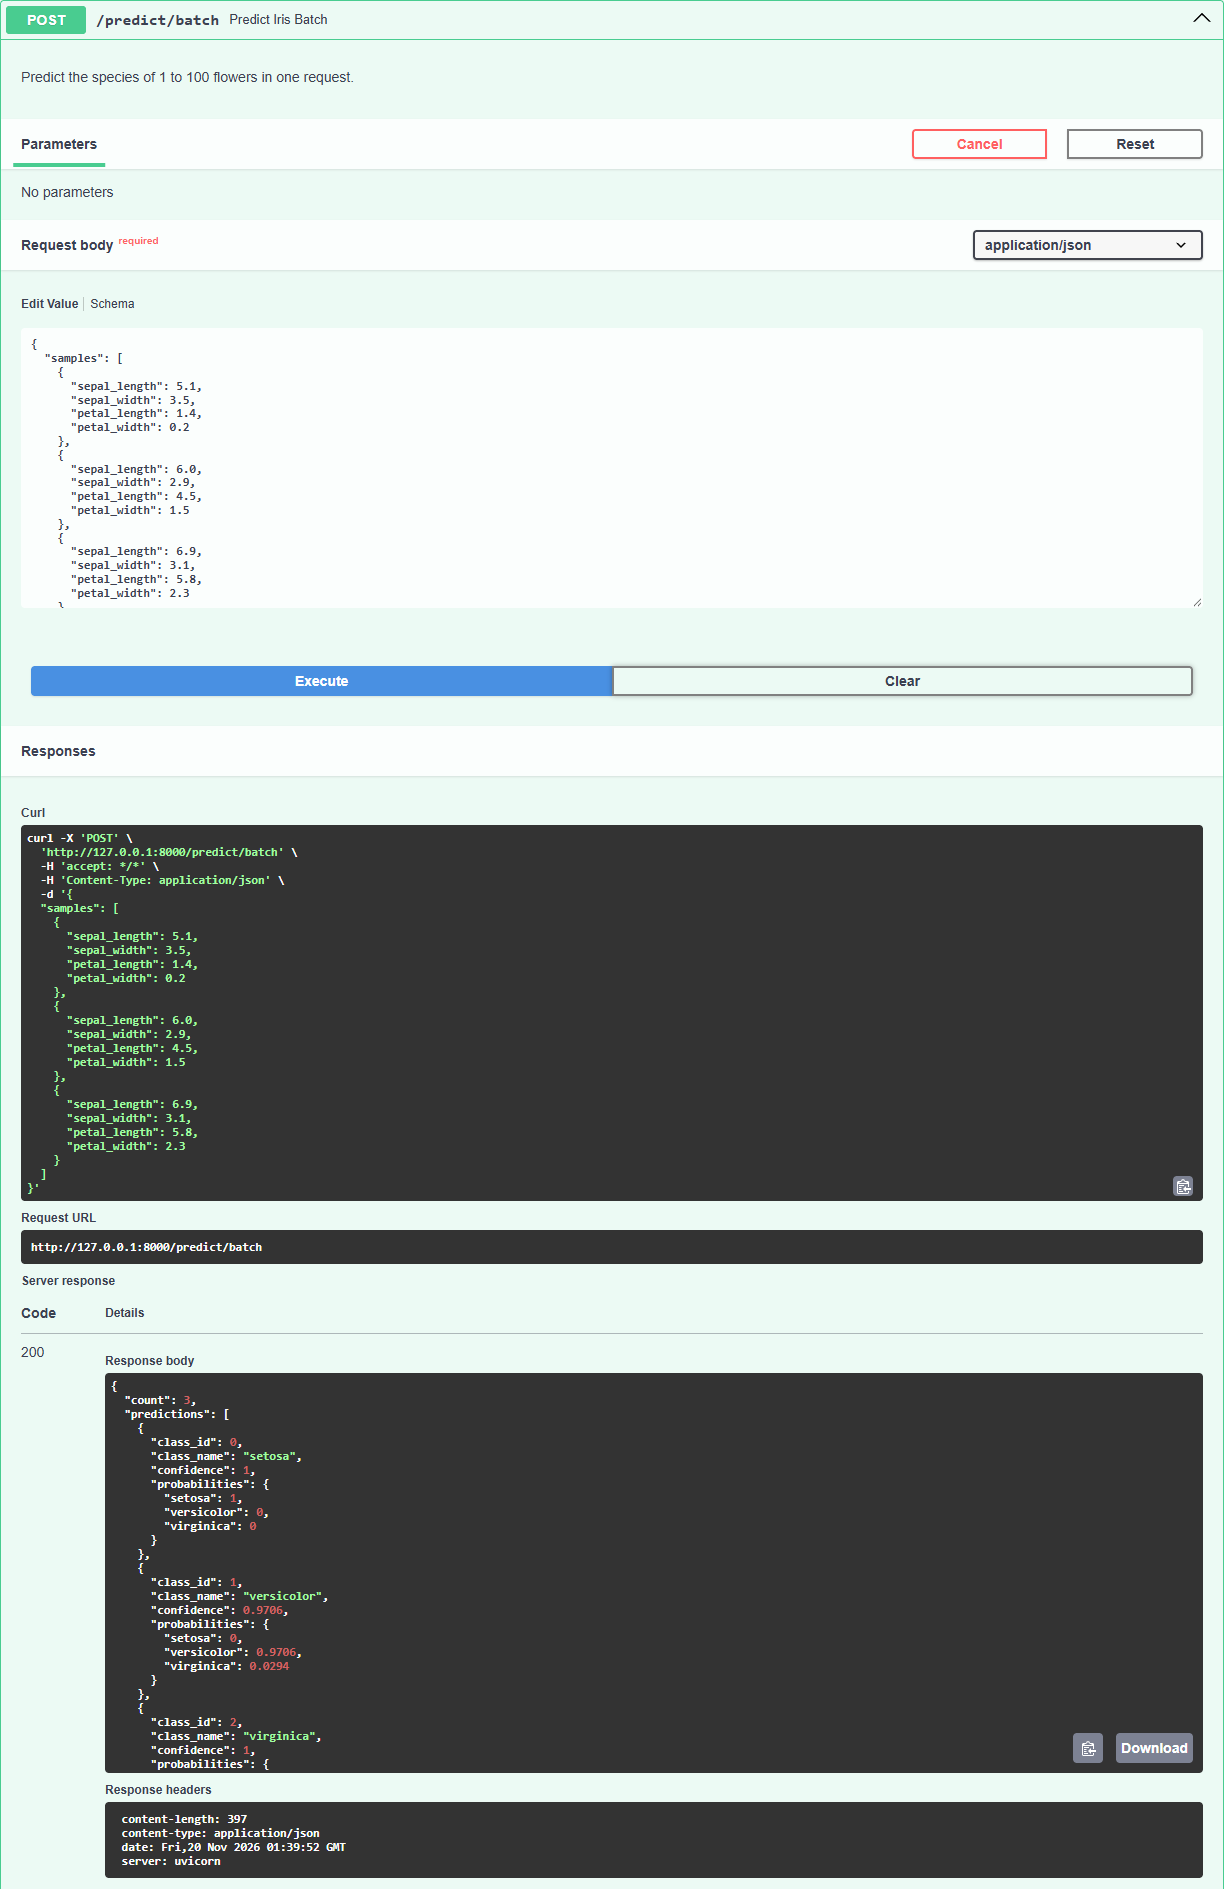 POST /predict/batch Predict Iris Batch
Predict the species of 1 to 100 flowers in one request.
Parameters Cancel Reset
No parameters
Request body required application/json
Edit Value Schema
{
  "samples": [
    {
      "sepal_length": 5.1,
      "sepal_width": 3.5,
      "petal_length": 1.4,
      "petal_width": 0.2
    },
    {
      "sepal_length": 6.0,
      "sepal_width": 2.9,
      "petal_length": 4.5,
      "petal_width": 1.5
    },
    {
      "sepal_length": 6.9,
      "sepal_width": 3.1,
      "petal_length": 5.8,
      "petal_width": 2.3
    }
Execute Clear
Responses
Curl
curl -X 'POST' \
  'http://127.0.0.1:8000/predict/batch' \
  -H 'accept: */*' \
  -H 'Content-Type: application/json' \
  -d '{
  "samples": [
    {
      "sepal_length": 5.1,
      "sepal_width": 3.5,
      "petal_length": 1.4,
      "petal_width": 0.2
    },
    {
      "sepal_length": 6.0,
      "sepal_width": 2.9,
      "petal_length": 4.5,
      "petal_width": 1.5
    },
    {
      "sepal_length": 6.9,
      "sepal_width": 3.1,
      "petal_length": 5.8,
      "petal_width": 2.3
    }
  ]
}'
Request URL
http://127.0.0.1:8000/predict/batch
Server response
Code Details
200
Response body
{
  "count": 3,
  "predictions": [
    {
      "class_id": 0,
      "class_name": "setosa",
      "confidence": 1,
      "probabilities": {
        "setosa": 1,
        "versicolor": 0,
        "virginica": 0
      }
    },
    {
      "class_id": 1,
      "class_name": "versicolor",
      "confidence": 0.9706,
      "probabilities": {
        "setosa": 0,
        "versicolor": 0.9706,
        "virginica": 0.0294
      }
    },
    {
      "class_id": 2,
      "class_name": "virginica",
      "confidence": 1,
      "probabilities": {
Download
Response headers
content-length: 397
content-type: application/json
date: Fri,20 Nov 2026 01:39:52 GMT
server: uvicorn